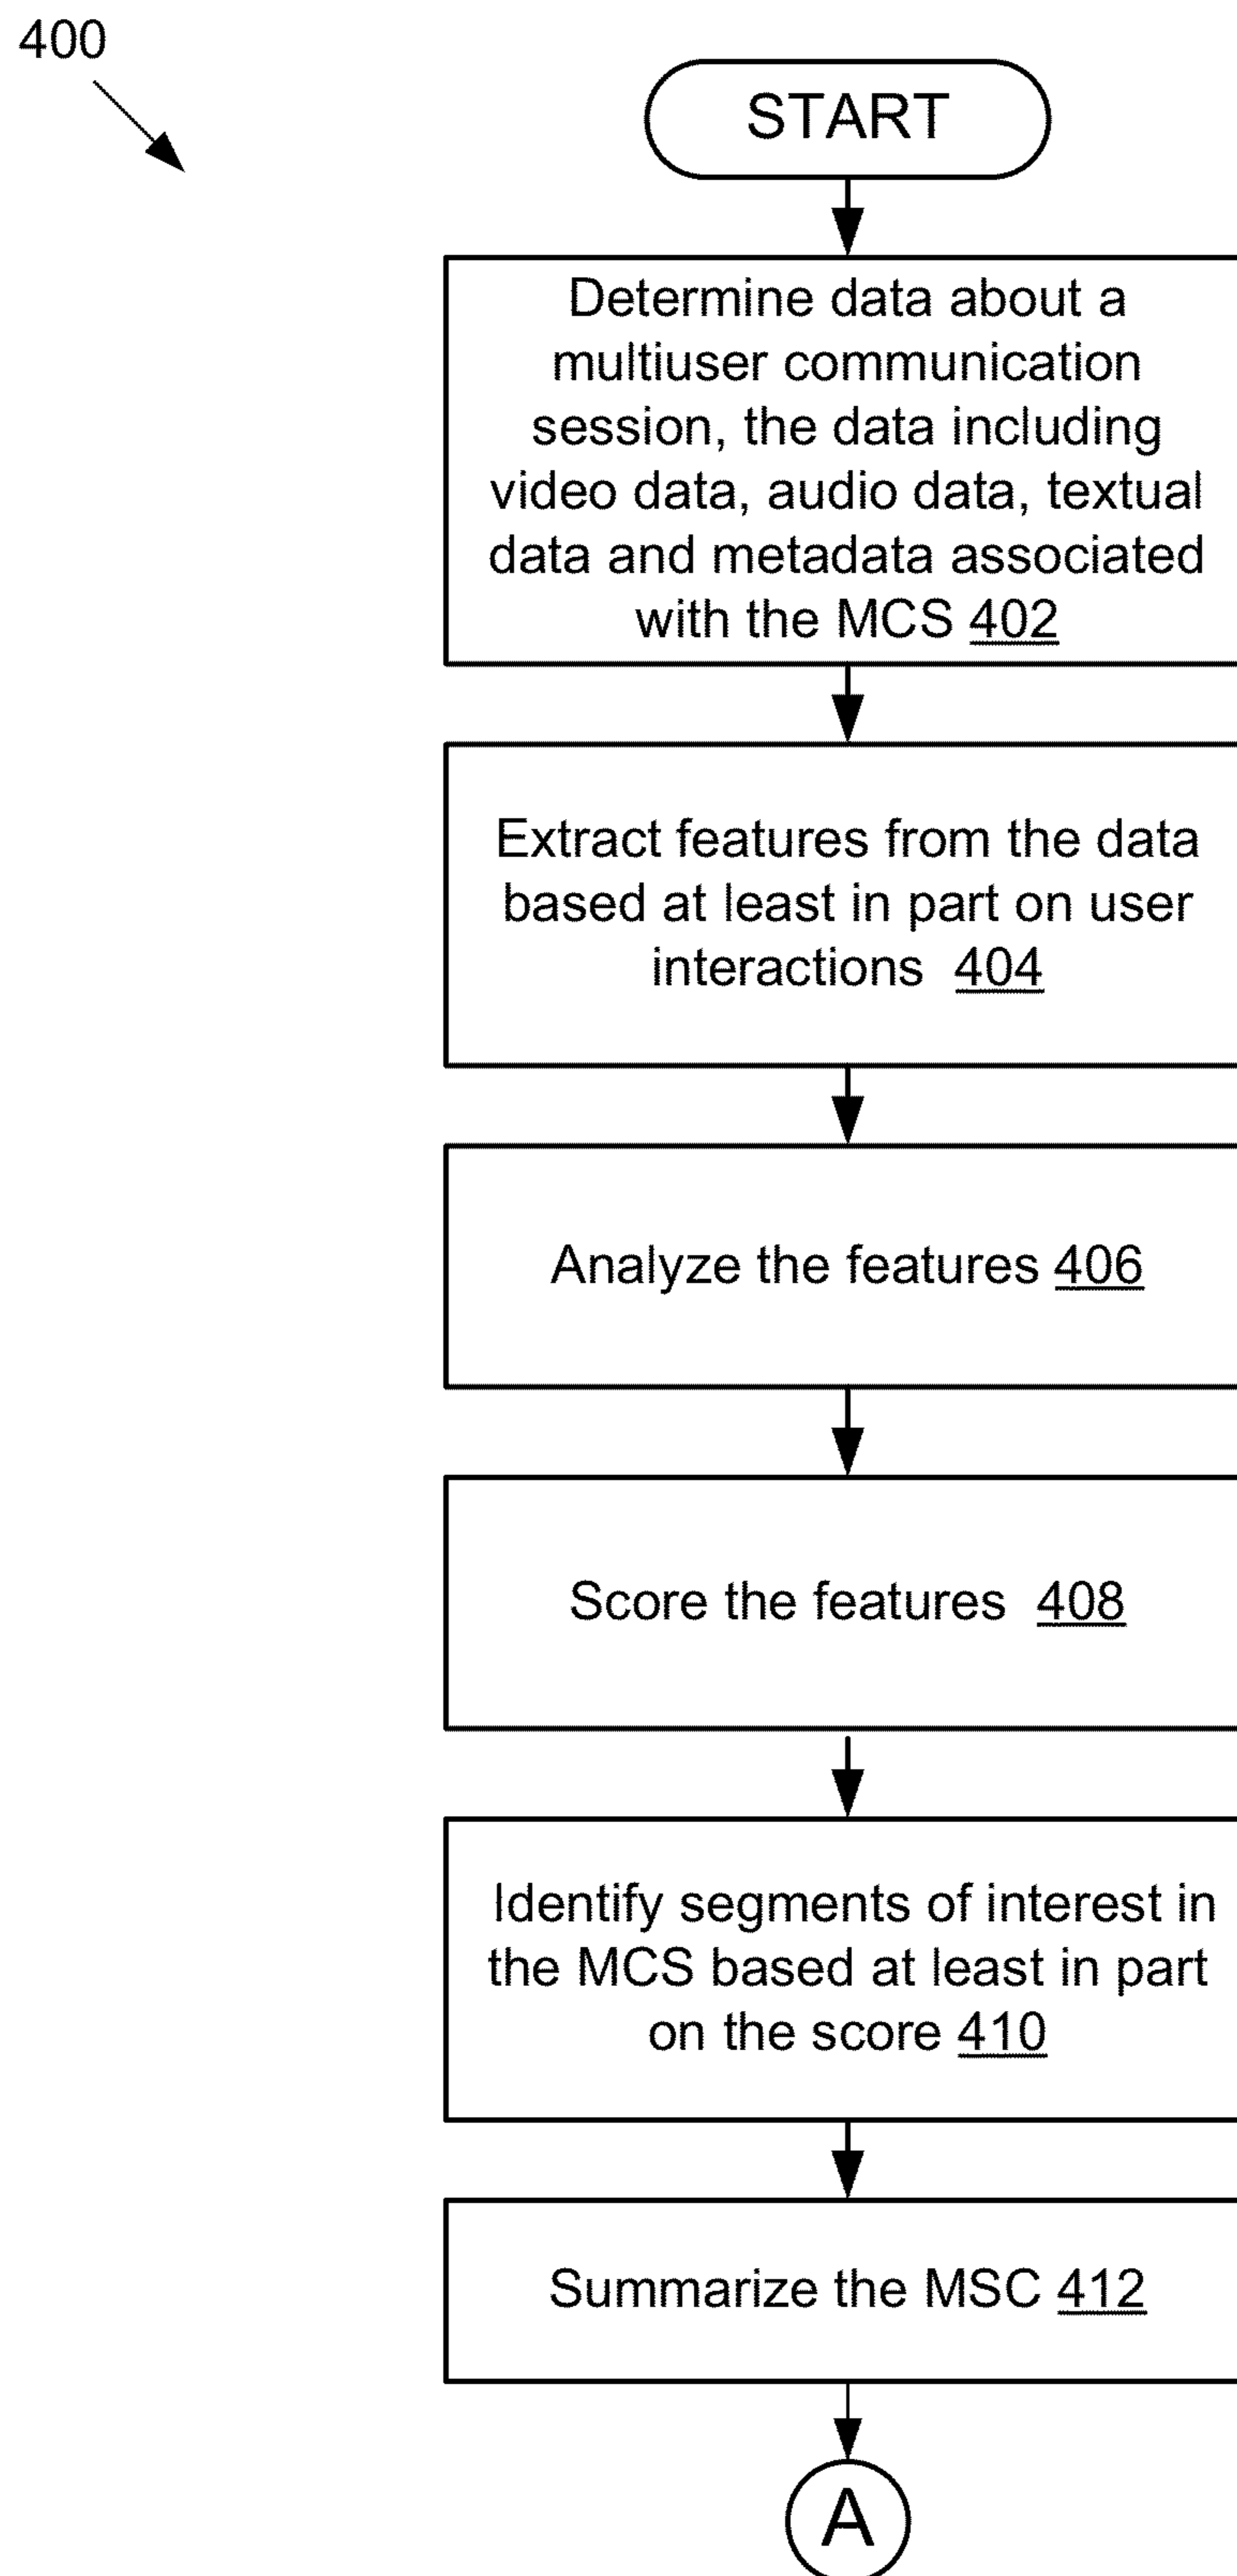 400
START
Determine data about a
multiuser communication
session, the data including
video data, audio data, textual
data and metadata associated
with the MCS 402
Extract features from the data
based at least in part on user
interactions 404
Analyze the features 406
Score the features 408
Identify segments of interest in
the MCS based at least in part
on the score 410
Summarize the MSC 412
A